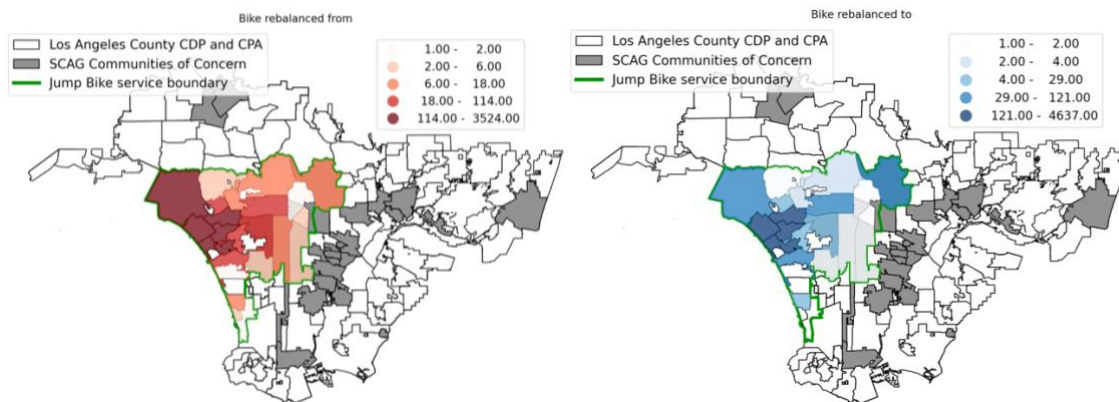 Bike rebalanced from
Los Angeles County CDP and CPA
SCAG Communities of Concern
Jump Bike service boundary
1.00 - 2.00
2.00 - 6.00
6.00 - 18.00
18.00 - 114.00
114.00 - 3524.00
Bike rebalanced to
Los Angeles County CDP and CPA
SCAG Communities of Concern
Jump Bike service boundary
1.00 - 2.00
2.00 - 4.00
4.00 - 29.00
29.00 - 121.00
121.00 - 4637.00